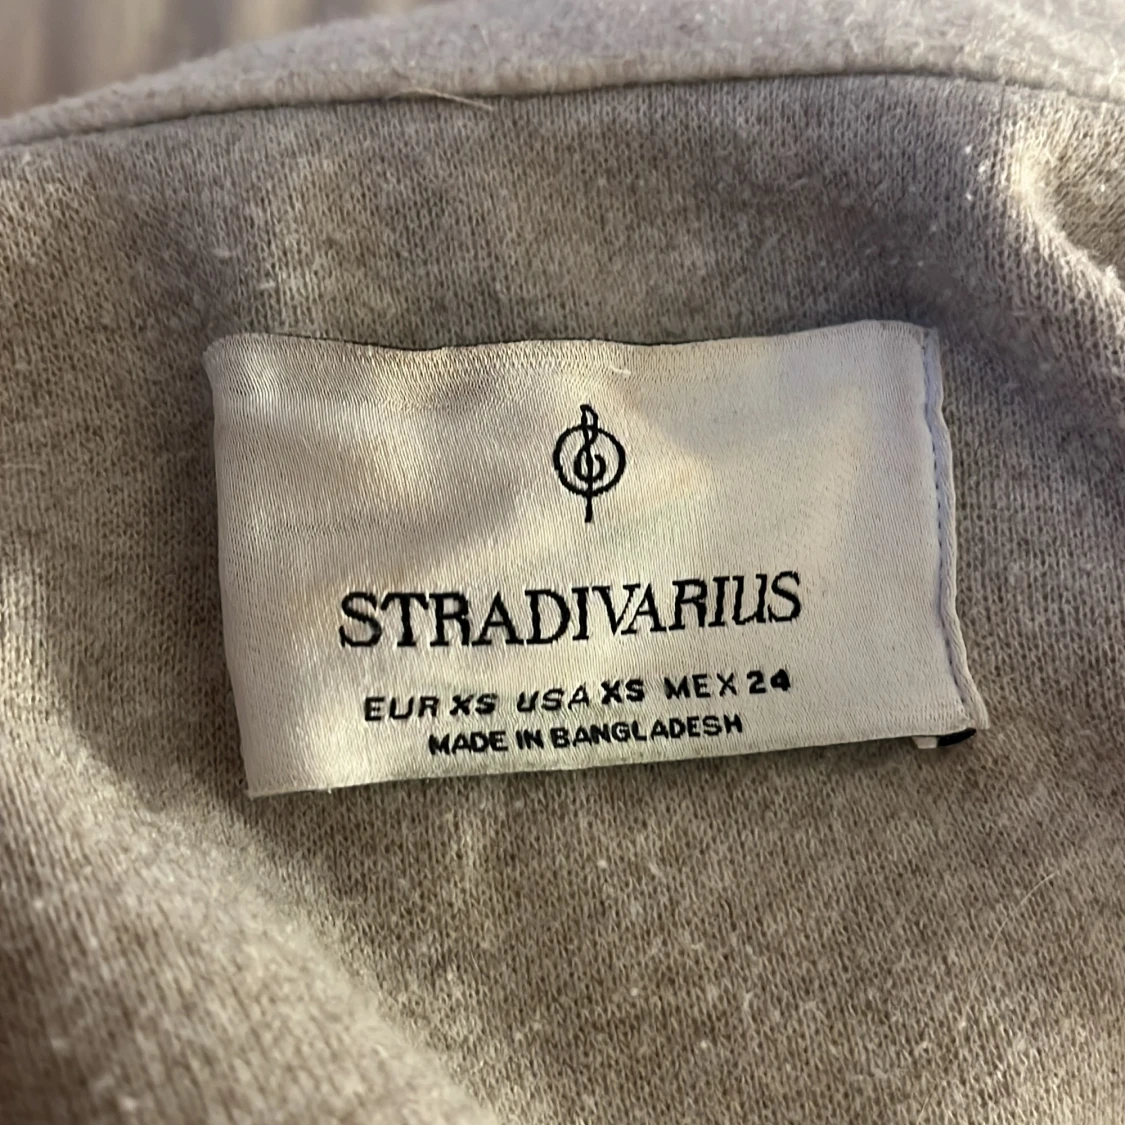 STRADIVARIUS
EUR XS USA XS MEX 24
MADE IN BANGLADESH